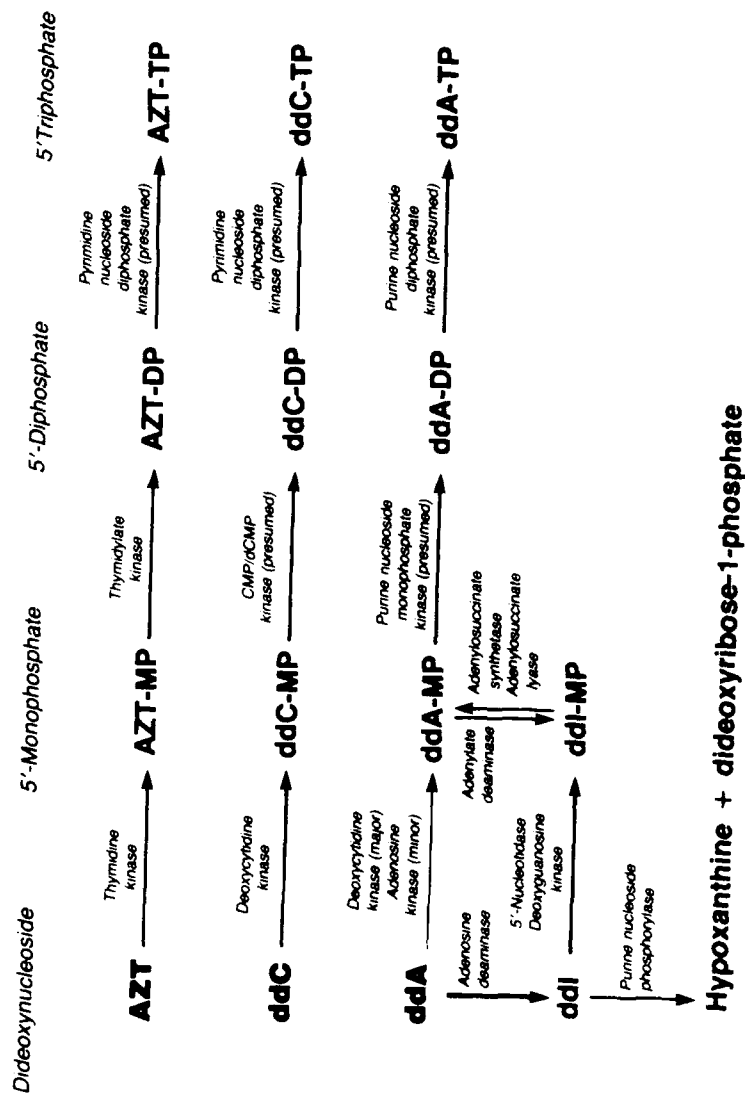 Dideoxynucleoside
5′-Monophosphate
5′-Diphosphate
5′Triphosphate
Thymidine
kinase
Thymidylate
kinase
Pyrimidine
nucleoside
diphosphate
kinase (presumed)
AZT
AZT-MP
AZT-DP
AZT-TP
Deoxycytidine
kinase
CMP/dCMP
kinase (presumed)
Pyrimidine
nucleoside
diphosphate
kinase (presumed)
ddC
ddC-MP
ddC-DP
ddC-TP
Deoxycytidine
kinase (major)
Adenosine
kinase (minor)
Purine nucleoside
monophosphate
kinase (presumed)
Purine nucleoside
diphosphate
kinase (presumed)
ddA
ddA-MP
ddA-DP
ddA-TP
Adenosine
deaminase
5′-Nucleotidase
Deoxyguanosine
kinase
Adenylate
deaminase
Adenylosuccinate
synthetase
Adenylosuccinate
lyase
ddI
ddI-MP
Purine nucleoside
phosphorylase
Hypoxanthine + dideoxyribose-1-phosphate